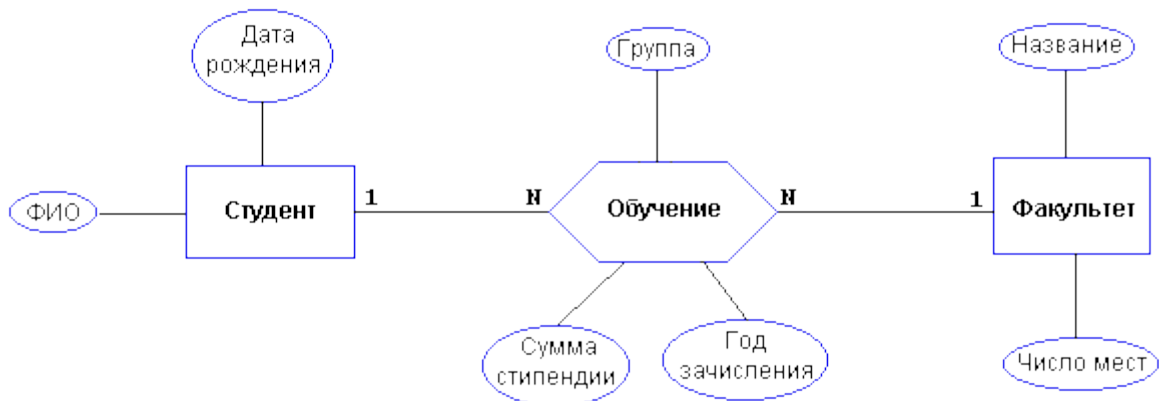 Дата
рождения
Группа
Название
ФИО
Студент
1
N
Обучение
N
1
Факультет
Сумма
стипендии
Год
зачисления
Число мест